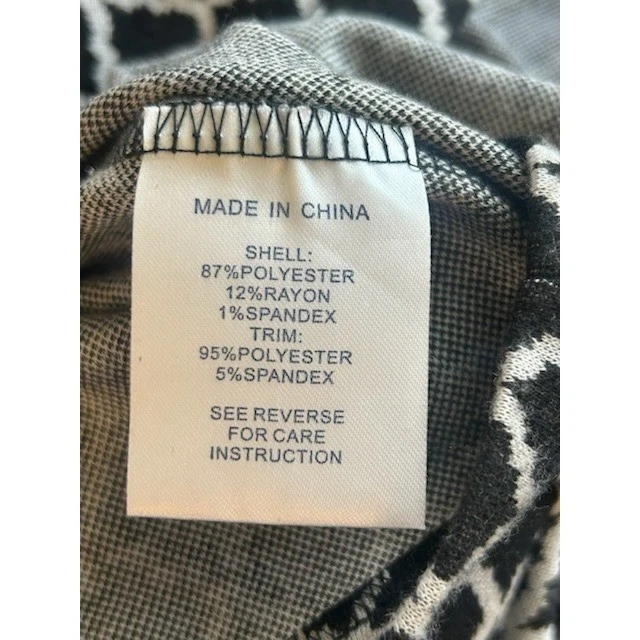 MADE IN CHINA
SHELL:
87%POLYESTER
12%RAYON
1%SPANDEX
TRIM:
95%POLYESTER
5%SPANDEX
SEE REVERSE
FOR CARE
INSTRUCTION